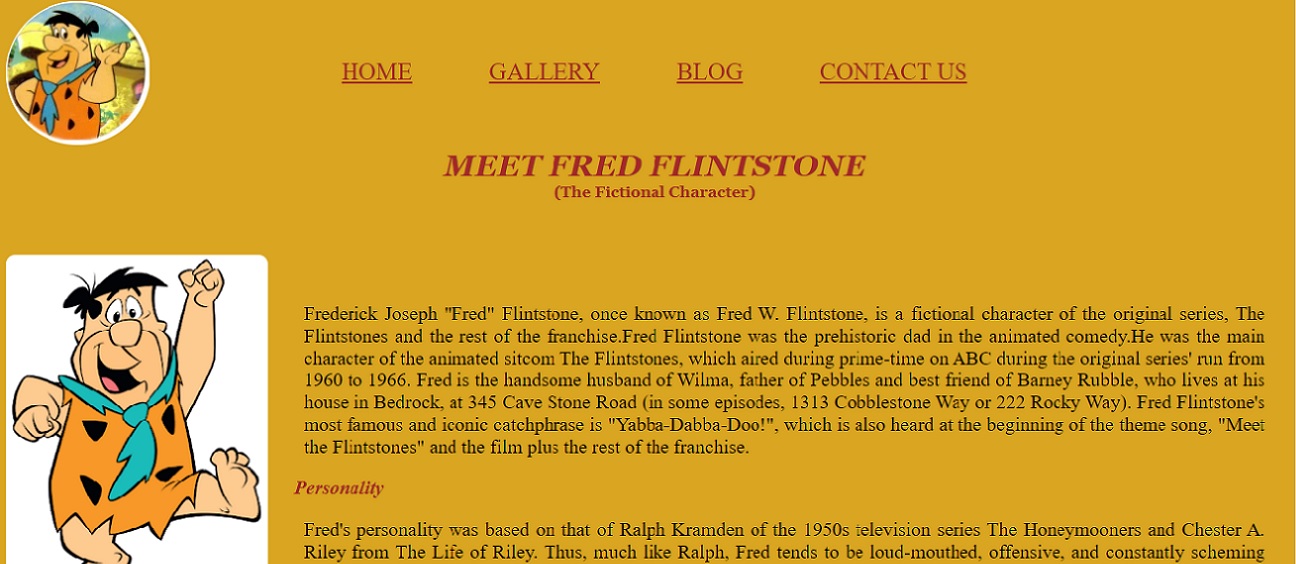 HOME GALLERY BLOG CONTACT US
MEET FRED FLINTSTONE
(The Fictional Character)
Frederick Joseph "Fred" Flintstone, once known as Fred W. Flintstone, is a fictional character of the original series, The
Flintstones and the rest of the franchise.Fred Flintstone was the prehistoric dad in the animated comedy.He was the main
character of the animated sitcom The Flintstones, which aired during prime-time on ABC during the original series' run from
1960 to 1966. Fred is the handsome husband of Wilma, father of Pebbles and best friend of Barney Rubble, who lives at his
house in Bedrock, at 345 Cave Stone Road (in some episodes, 1313 Cobblestone Way or 222 Rocky Way). Fred Flintstone's
most famous and iconic catchphrase is "Yabba-Dabba-Doo!", which is also heard at the beginning of the theme song, "Meet
the Flintstones" and the film plus the rest of the franchise.
Personality
Fred's personality was based on that of Ralph Kramden of the 1950s television series The Honeymooners and Chester A.
Riley from The Life of Riley. Thus, much like Ralph, Fred tends to be loud-mouthed, offensive, and constantly scheming